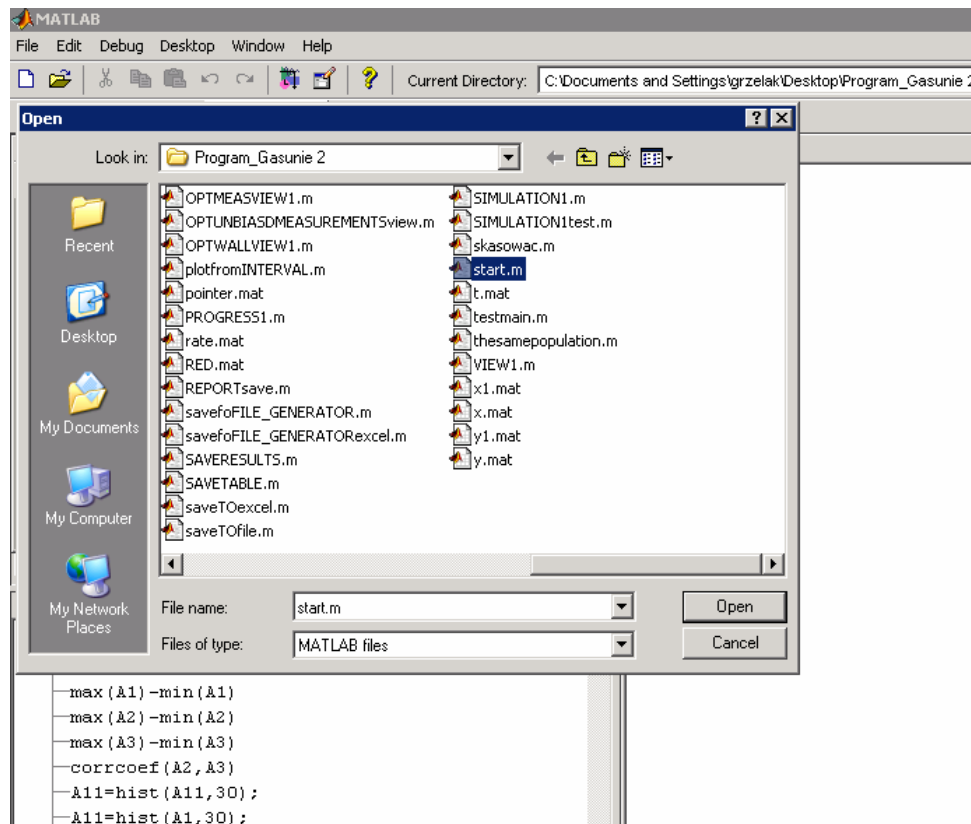 MATLAB
File Edit Debug Desktop Window Help
Current Directory: C:\Documents and Settings\grzelak\Desktop\Program_Gasunie 2
Open
Look in: Program_Gasunie 2
Recent
Desktop
My Documents
My Computer
My Network Places
OPTMEASVIEW1.m
OPTUNBIASDMEASUREMENTSview.m
OPTWALLVIEW1.m
plotfromINTERVAL.m
pointer.mat
PROGRESS1.m
rate.mat
RED.mat
REPORTsave.m
savefoFILE_GENERATOR.m
savefoFILE_GENERATORexcel.m
SAVERESULTS.m
SAVETABLE.m
saveTOexcel.m
saveTOfile.m
SIMULATION1.m
SIMULATION1test.m
skasowac.m
start.m
t.mat
testmain.m
thesamepopulation.m
VIEW1.m
x1.mat
x.mat
y1.mat
y.mat
File name: start.m Open
Files of type: MATLAB files Cancel
max(A1)-min(A1)
max(A2)-min(A2)
max(A3)-min(A3)
corrcoef(A2,A3)
A11=hist(A11,30);
A11=hist(A1,30);